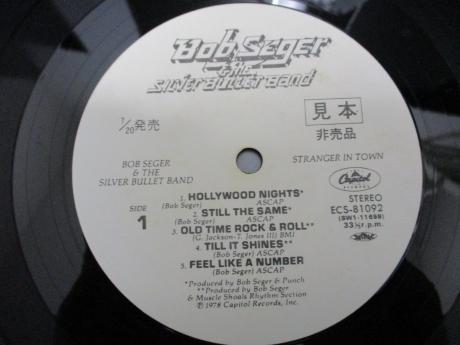 Bob Seger
& THE
SILVER BULLET BAND
1/20発売
見本
非売品
BOB SEGER
& THE
SILVER BULLET BAND
STRANGER IN TOWN
Capitol
RECORDS
SIDE
1
STEREO
ECS-81092
(SW1-11698)
33⅓r.p.m.
1. HOLLYWOOD NIGHTS*
(Bob Seger) ASCAP
2. STILL THE SAME*
(Bob Seger) ASCAP
3. OLD TIME ROCK & ROLL**
(G. Jackson-T. Jones III) BMI
4. TILL IT SHINES**
(Bob Seger) ASCAP
5. FEEL LIKE A NUMBER
(Bob Seger) ASCAP
*Produced by Bob Seger & Punch
**Produced by Bob Seger
& Muscle Shoals Rhythm Section
Ⓟ1978 Capitol Records, Inc.